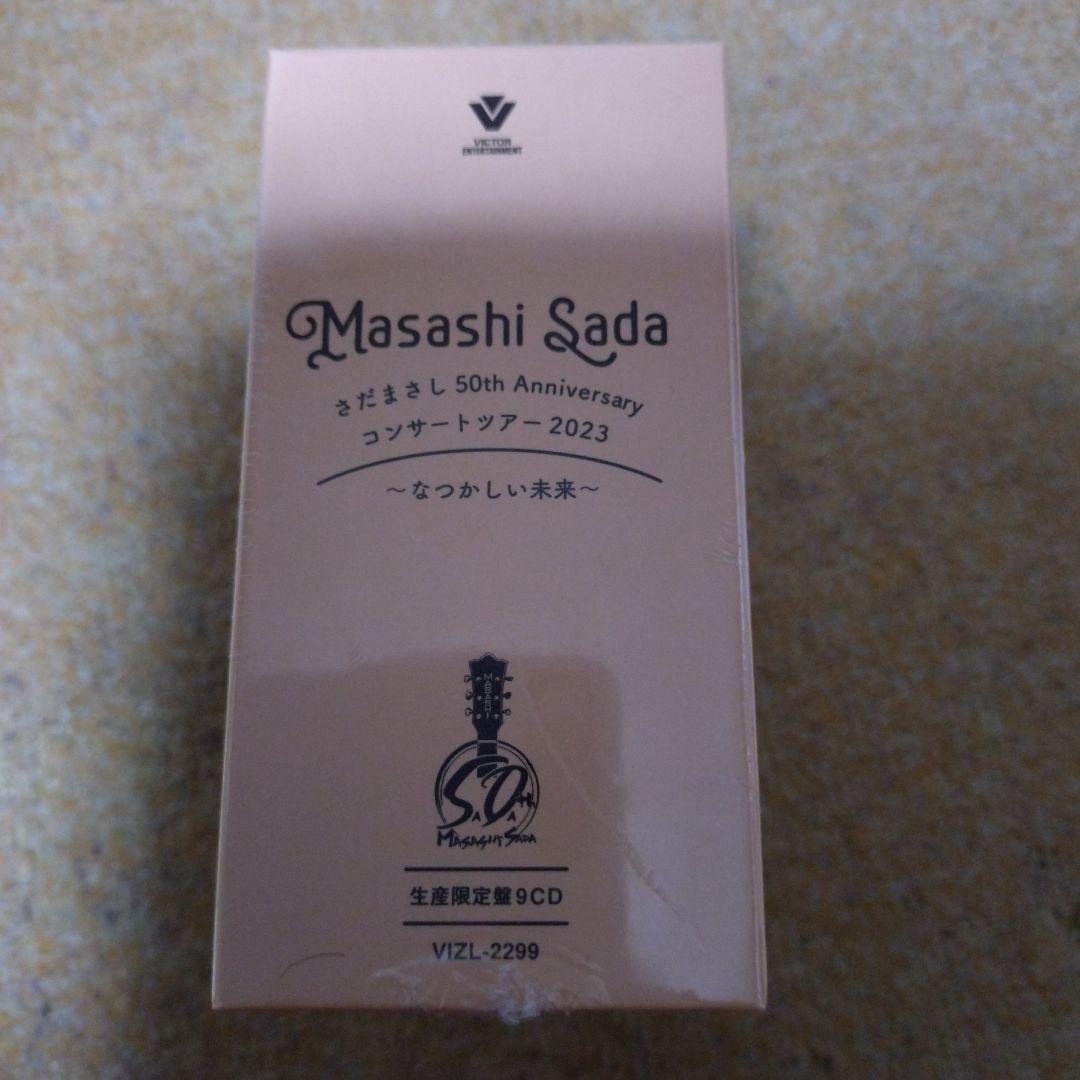 VICTOR
ENTERTAINMENT
Masashi Sada
さだまさし 50th Anniversary
コンサートツアー 2023
～なつかしい未来～
MASASHI
SADA
MASASHI SADA
生産限定盤9CD
VIZL-2299